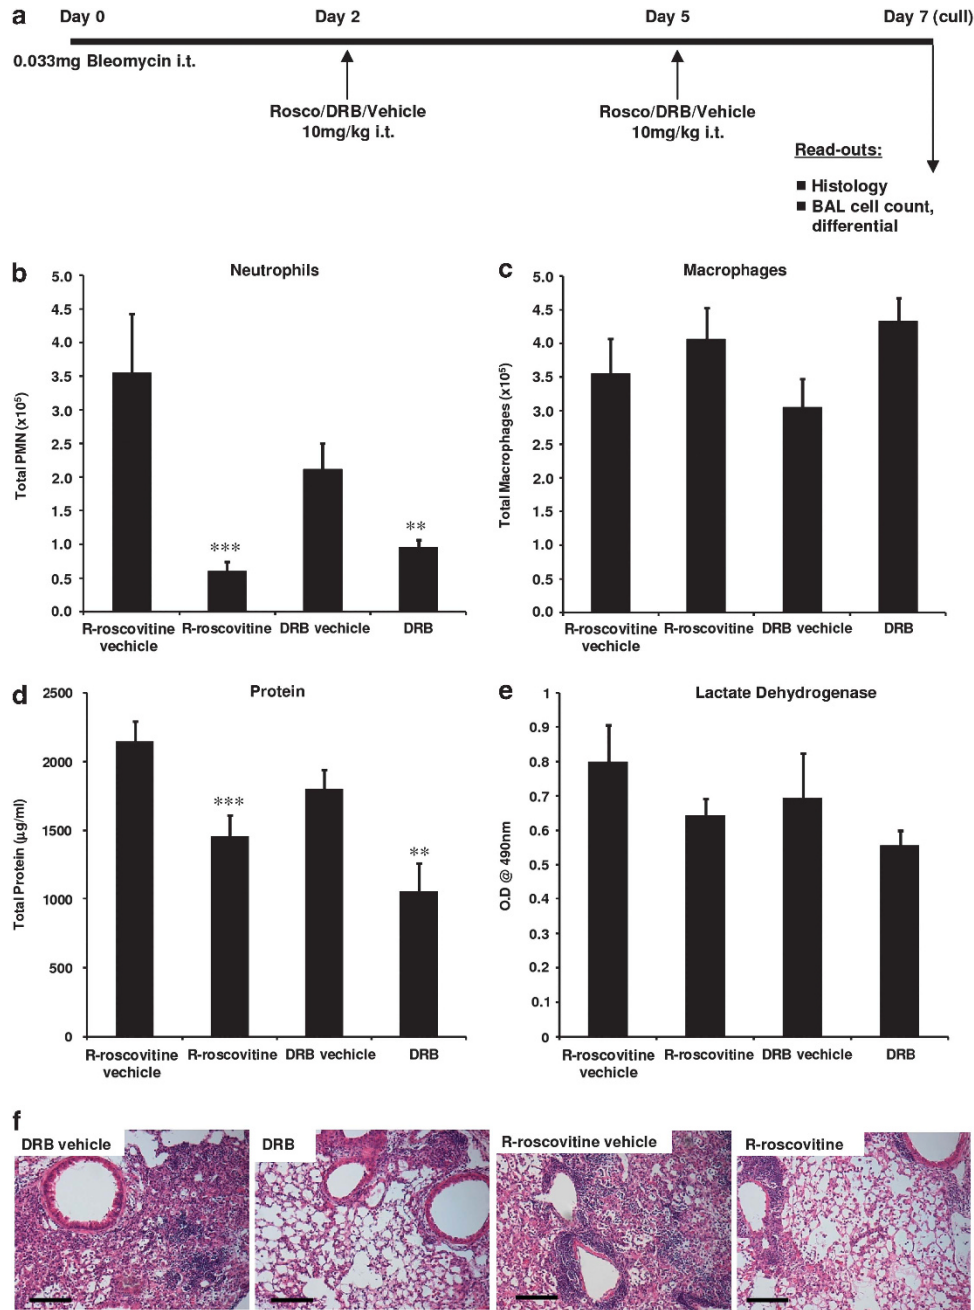 a
Day 0 Day 2 Day 5 Day 7 (cull)
0.033mg Bleomycin i.t.
Rosco/DRB/Vehicle
10mg/kg i.t.
Rosco/DRB/Vehicle
10mg/kg i.t.
Read-outs:
■ Histology
■ BAL cell count,
differential
b
Neutrophils
Total PMN (x10⁵)
5.0
4.5
4.0
3.5
3.0
2.5
2.0
1.5
1.0
0.5
0.0
***
**
R-roscovitine R-roscovitine DRB vechicle DRB
vechicle
c
Macrophages
Total Macrophages (x10⁵)
5.0
4.5
4.0
3.5
3.0
2.5
2.0
1.5
1.0
0.5
0.0
R-roscovitine R-roscovitine DRB vechicle DRB
vechicle
d
Protein
Total Protein (µg/ml)
2500
2000
1500
1000
500
0
***
**
R-roscovitine R-roscovitine DRB vechicle DRB
vechicle
e
Lactate Dehydrogenase
O.D @ 490nm
1
0.9
0.8
0.7
0.6
0.5
0.4
0.3
0.2
0.1
0
R-roscovitine R-roscovitine DRB vechicle DRB
vechicle
f
DRB vehicle DRB R-roscovitine vehicle R-roscovitine